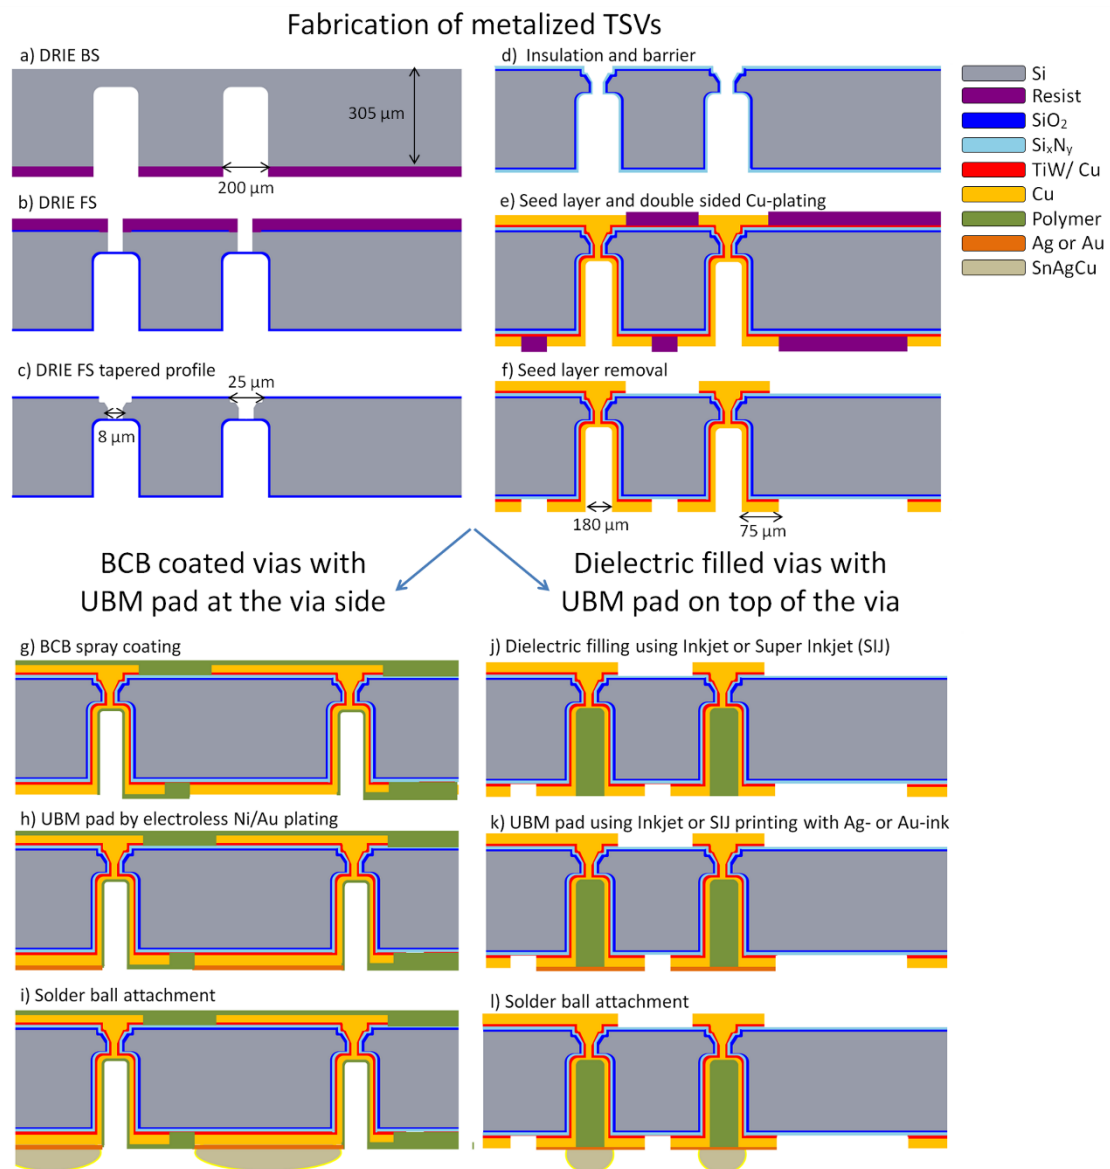 Fabrication of metalized TSVs
a) DRIE BS
305 µm
200 µm
b) DRIE FS
c) DRIE FS tapered profile
25 µm
8 µm
d) Insulation and barrier
e) Seed layer and double sided Cu-plating
f) Seed layer removal
180 µm
75 µm
Si
Resist
SiO₂
SiₓNᵧ
TiW/ Cu
Cu
Polymer
Ag or Au
SnAgCu
BCB coated vias with
UBM pad at the via side
g) BCB spray coating
h) UBM pad by electroless Ni/Au plating
i) Solder ball attachment
Dielectric filled vias with
UBM pad on top of the via
j) Dielectric filling using Inkjet or Super Inkjet (SIJ)
k) UBM pad using Inkjet or SIJ printing with Ag- or Au-ink
l) Solder ball attachment